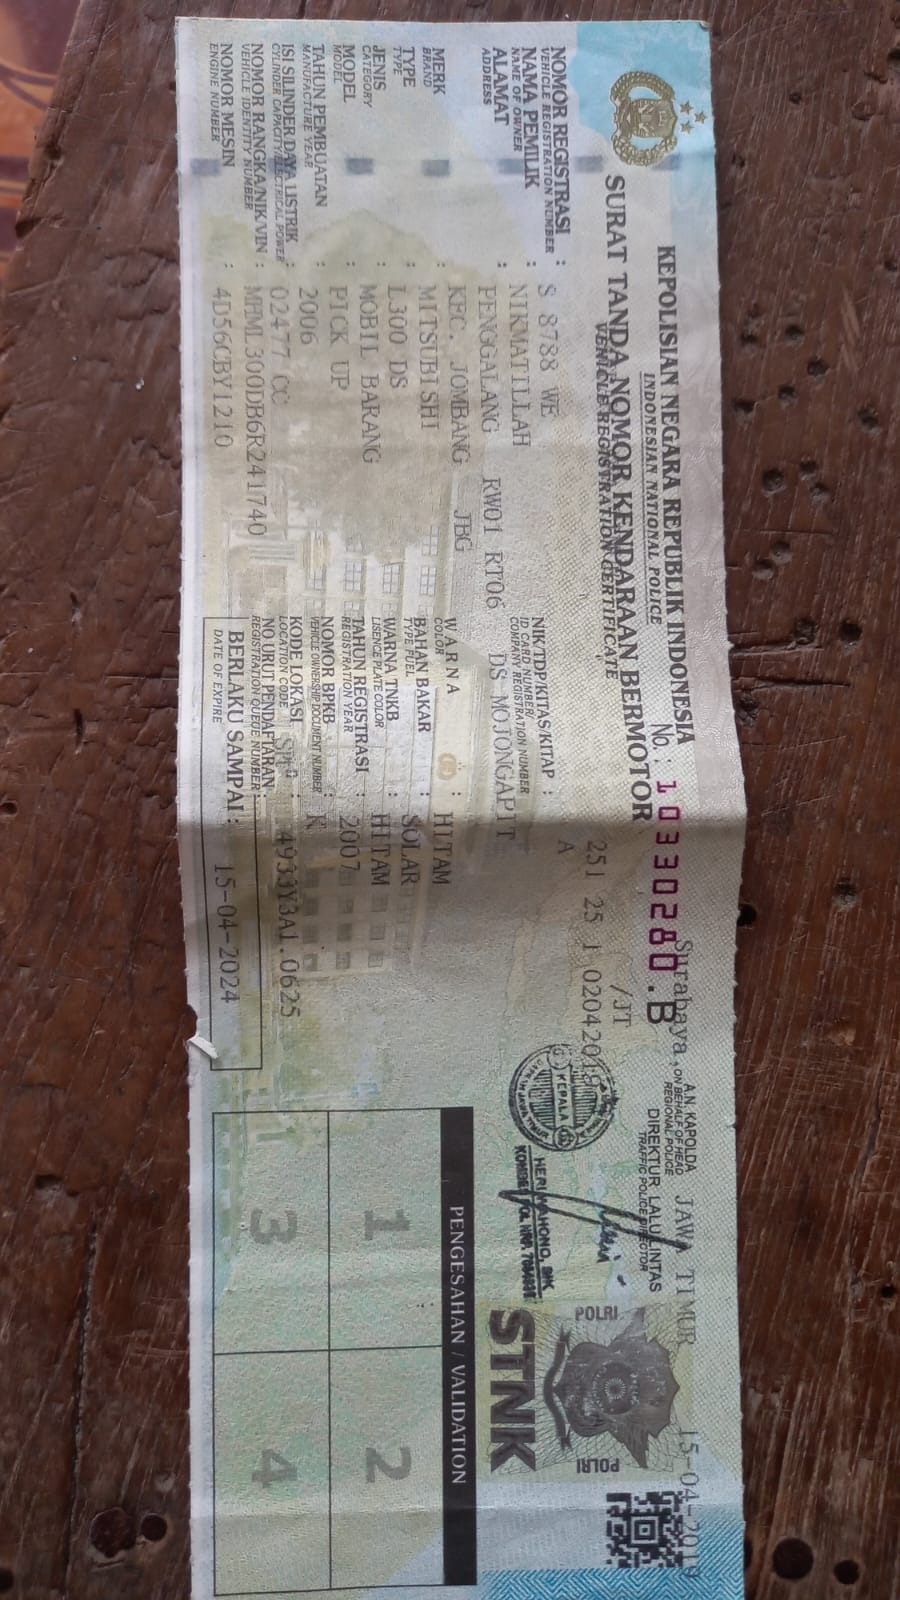 KEPOLISIAN NEGARA REPUBLIK INDONESIA
INDONESIAN NATIONAL POLICE
SURAT TANDA NOMOR KENDARAAN BERMOTOR
VEHICLE REGISTRATION CERTIFICATE
No. : 10330280 .B
NOMOR REGISTRASI : S 8788 WE
VEHICLE REGISTRATION NUMBER
NAMA PEMILIK : NIKMATILLAH
NAME OF OWNER
ALAMAT : PENGGALANG RW01 RT06 DS MOJONGAPIT
ADDRESS
KEC. JOMBANG JBG
MERK : MITSUBISHI
BRAND
TYPE : L300 DS
TYPE
JENIS : MOBIL BARANG
CATEGORY
MODEL : PICK UP
MODEL
TAHUN PEMBUATAN : 2006
MANUFACTURE YEAR
ISI SILINDER/DAYA LISTRIK : 02477 CC
CYLINDER CAPACITY/ELECTRICAL POWER
NOMOR RANGKA/NIK/VIN : MHML300DB6R241740
VEHICLE IDENTITY NUMBER
NOMOR MESIN : 4D56CBY1210
ENGINE NUMBER
NIK/TDP/KITAS/KITAP :
ID CARD NUMBER
COMPANY REGISTRATION NUMBER
WARNA : HITAM
COLOR
BAHAN BAKAR : SOLAR
TYPE FUEL
WARNA TNKB : HITAM
LISENCE PLATE COLOR
TAHUN REGISTRASI : 2007
REGISTRATION YEAR
NOMOR BPKB : K
VEHICLE OWNERSHIP DOCUMENT NUMBER
KODE LOKASI :
LOCATION CODE
NO. URUT PENDAFTARAN : 4933Y3A1.0625
REGISTRATION QUEUE NUMBER
BERLAKU SAMPAI : 15-04-2024
DATE OF EXPIRE
/JT
251 25 1
A
Surabaya, 15-04-2019
A.N. KAPOLDA JAWA TIMUR
ON BEHALF OF HEAD
REGIONAL POLICE
DIREKTUR LALU LINTAS
TRAFFIC POLICE DIRECTOR
KEPALA
HERI WAHONO,
POLRI
POLRI
STNK
PENGESAHAN / VALIDATION
1
2
3
4